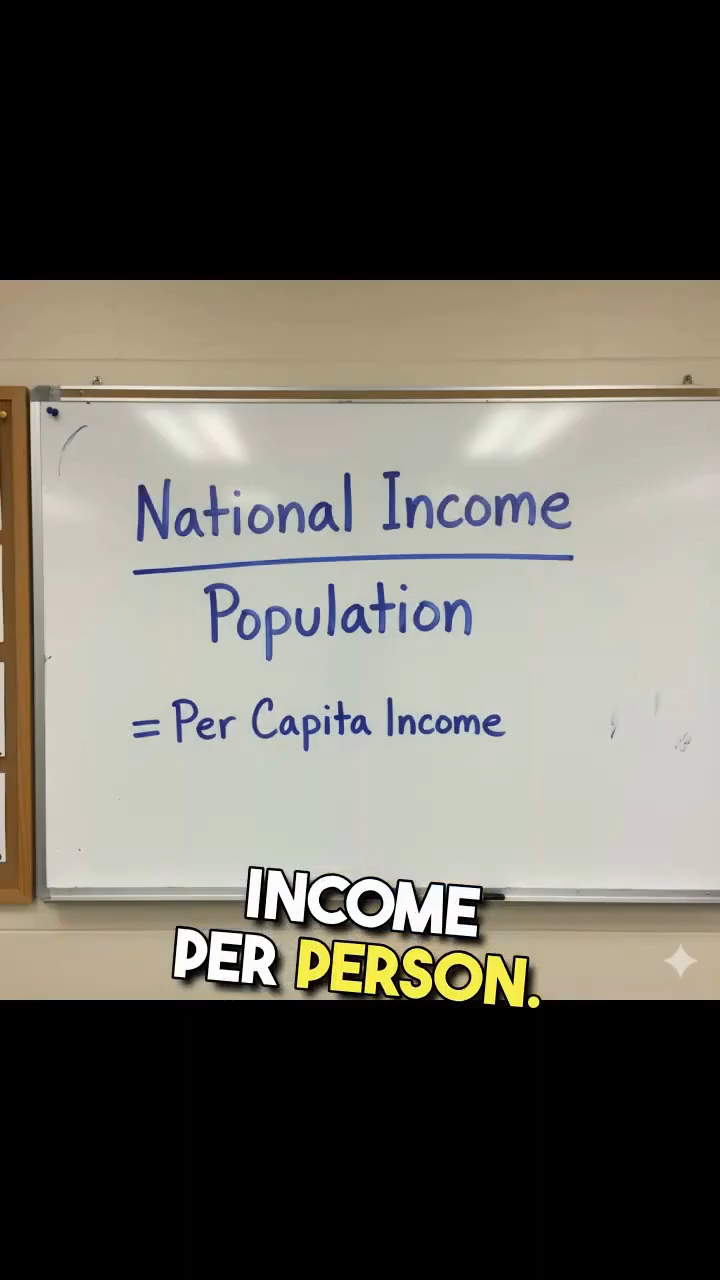 National Income
Population
= Per Capita Income
INCOME
PER PERSON.